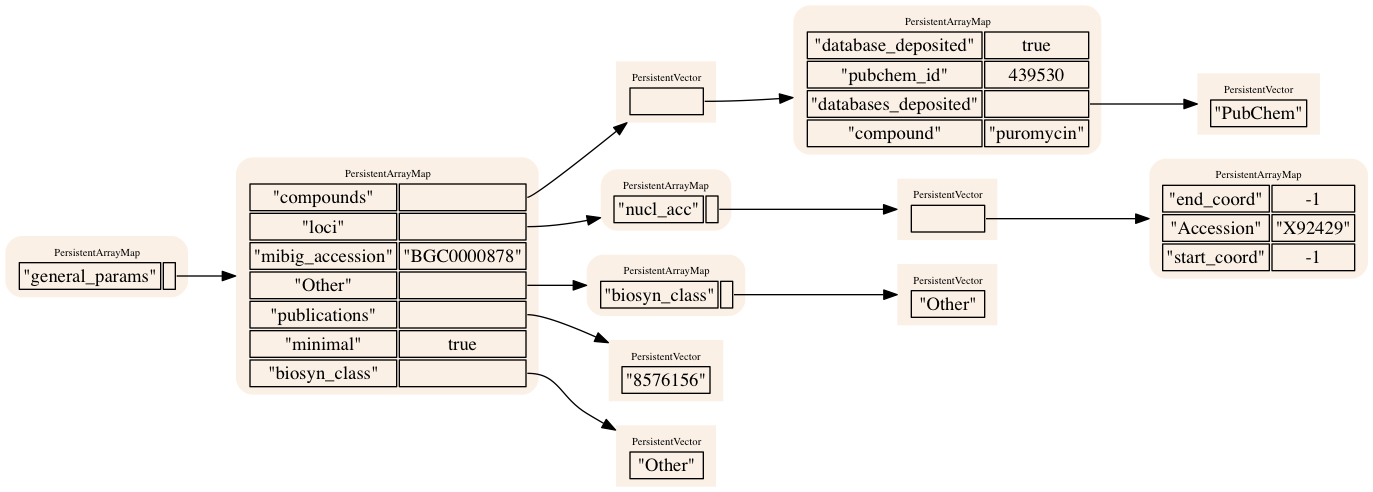 PersistentArrayMap
"general_params"
PersistentArrayMap
"compounds"
"loci"
"mibig_accession" "BGC0000878"
"Other"
"publications"
"minimal" true
"biosyn_class"
PersistentVector
PersistentArrayMap
"database_deposited" true
"pubchem_id" 439530
"databases_deposited"
"compound" "puromycin"
PersistentVector
"PubChem"
PersistentArrayMap
"nucl_acc"
PersistentVector
PersistentArrayMap
"end_coord" -1
"Accession" "X92429"
"start_coord" -1
PersistentArrayMap
"biosyn_class"
PersistentVector
"Other"
PersistentVector
"8576156"
PersistentVector
"Other"